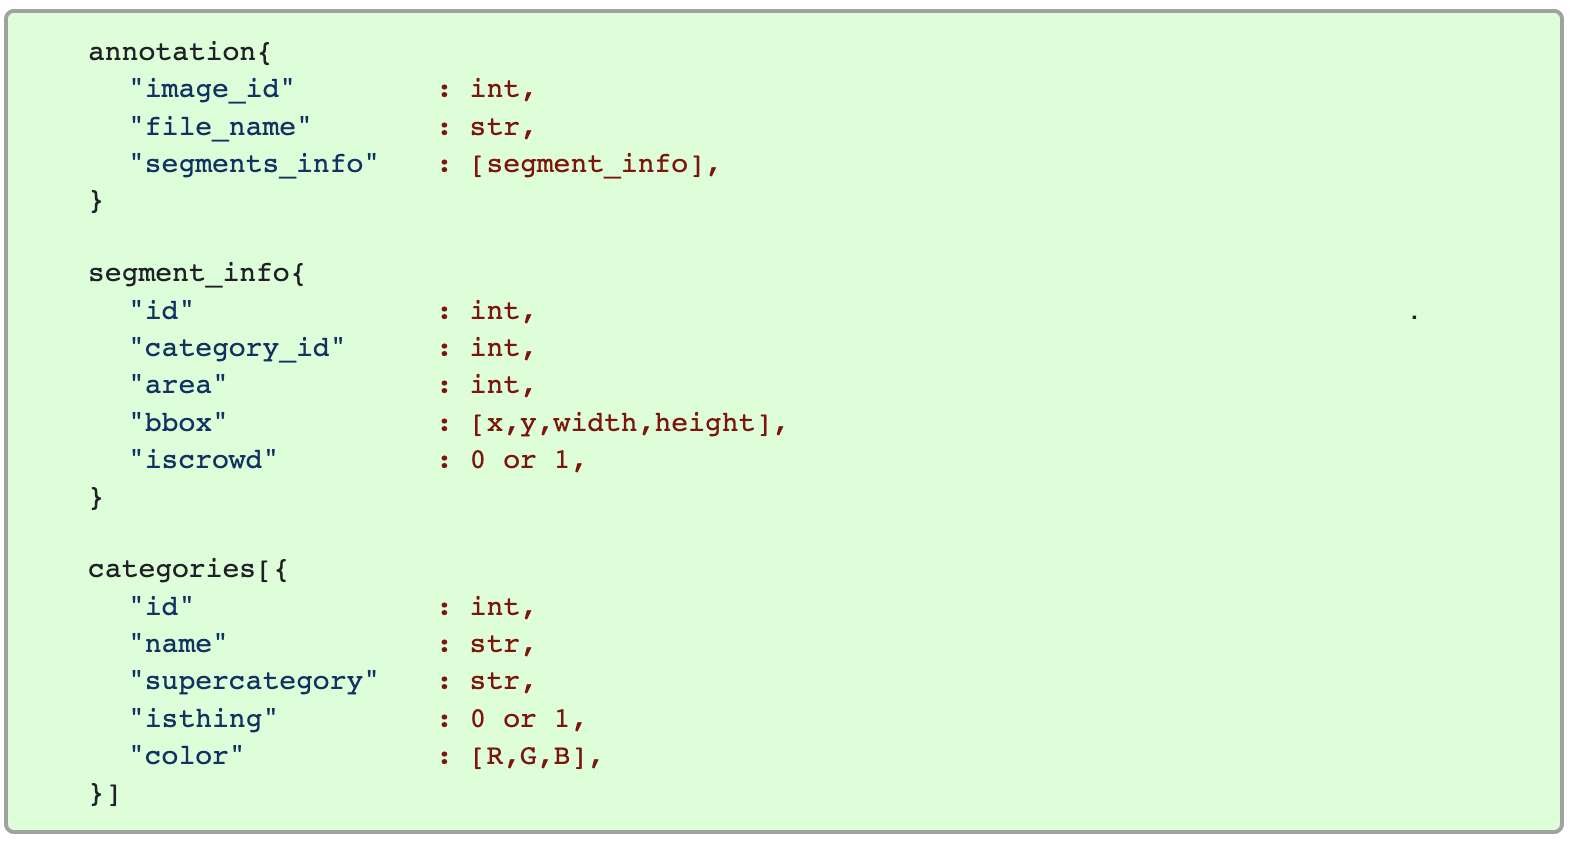 annotation{
"image_id" : int,
"file_name" : str,
"segments_info" : [segment_info],
}
segment_info{
"id" : int,
"category_id" : int,
"area" : int,
"bbox" : [x,y,width,height],
"iscrowd" : 0 or 1,
}
categories[{
"id" : int,
"name" : str,
"supercategory" : str,
"isthing" : 0 or 1,
"color" : [R,G,B],
}]